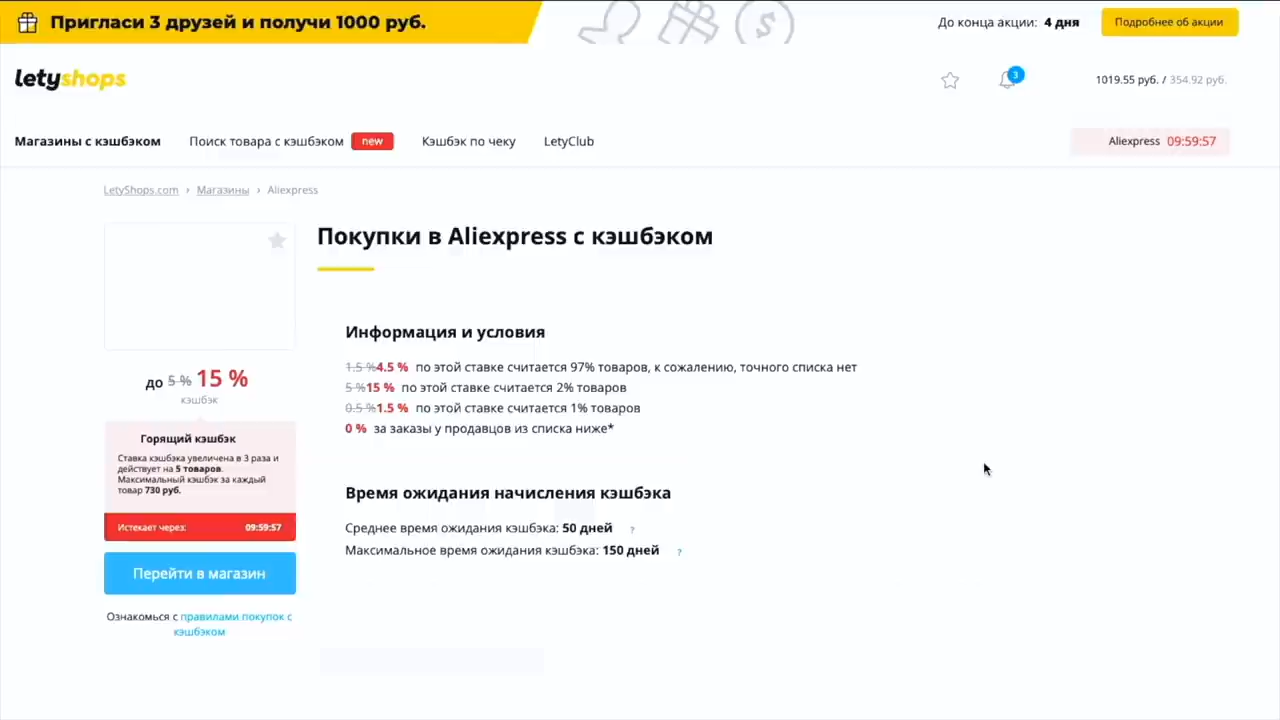 Пригласи 3 друзей и получи 1000 руб.
До конца акции: 4 дня
Подробнее об акции
letyshops
3
1019.55 руб. / 354.92 руб.
Магазины с кэшбэком
Поиск товара с кэшбэком new
Кэшбэк по чеку
LetyClub
Aliexpress 09:59:57
LetyShops.com › Магазины › Aliexpress
Покупки в Aliexpress с кэшбэком
до 5 % 15 %
кэшбэк
Горящий кэшбэк
Ставка кэшбэка увеличена в 3 раза и
действует на 5 товаров.
Максимальный кэшбэк за каждый
товар 730 руб.
Истекает через: 09:59:57
Перейти в магазин
Ознакомься с правилами покупок с
кэшбэком
Информация и условия
1.5 % 4.5 % по этой ставке считается 97% товаров, к сожалению, точного списка нет
5 % 15 % по этой ставке считается 2% товаров
0.5 % 1.5 % по этой ставке считается 1% товаров
0 % за заказы у продавцов из списка ниже*
Время ожидания начисления кэшбэка
Среднее время ожидания кэшбэка: 50 дней ?
Максимальное время ожидания кэшбэка: 150 дней ?